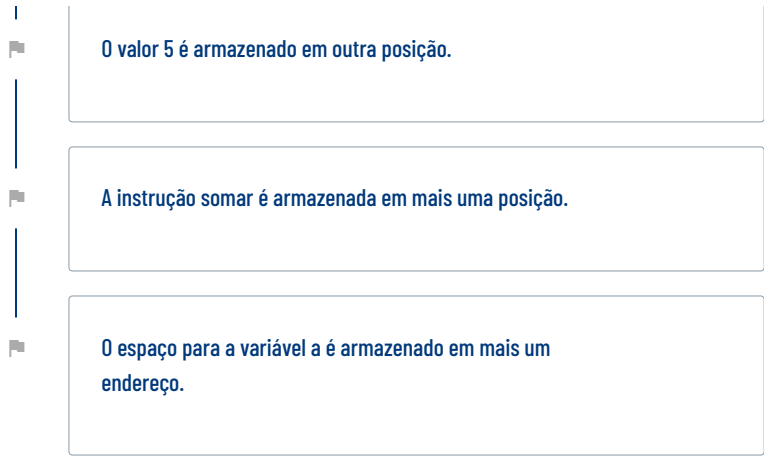 O valor 5 é armazenado em outra posição.
A instrução somar é armazenada em mais uma posição.
O espaço para a variável a é armazenado em mais um
endereço.